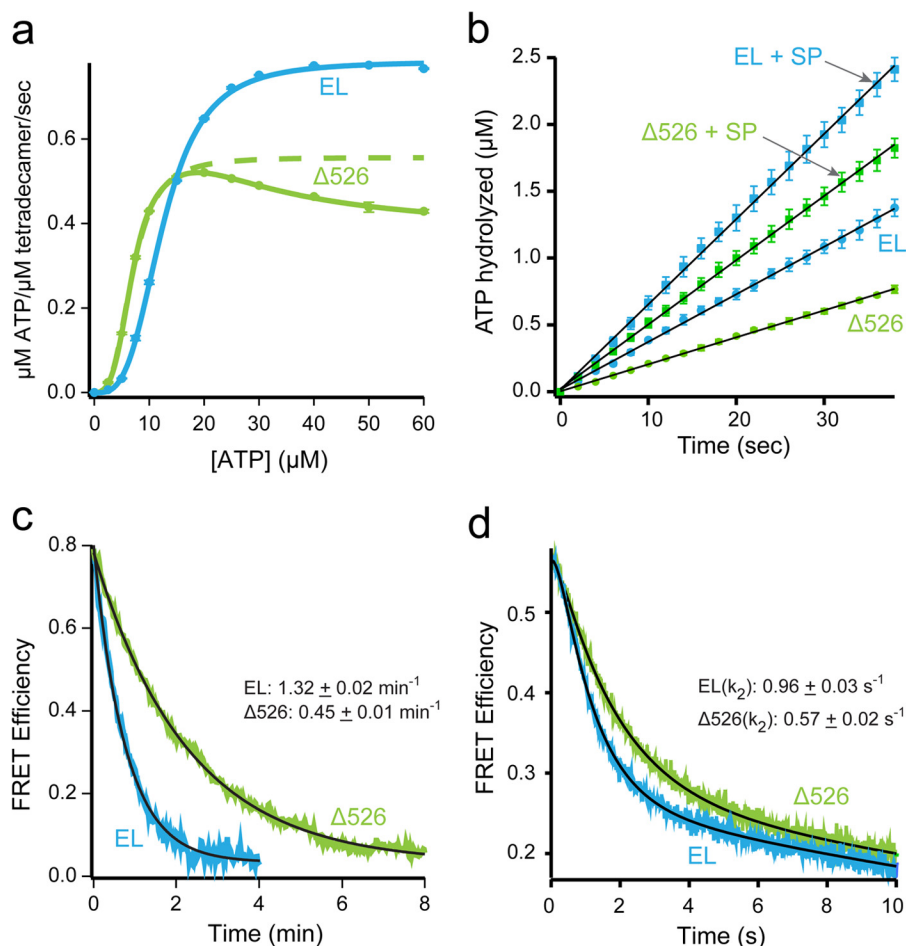 a
µM ATP/µM tetradecamer/sec
0.6
0.4
0.2
0.0
EL
Δ526
0 10 20 30 40 50 60
[ATP] (µM)
b
ATP hydrolyzed (µM)
2.5
2.0
1.5
1.0
0.5
0.0
EL + SP
Δ526 + SP
EL
Δ526
0 10 20 30
Time (sec)
c
FRET Efficiency
0.8
0.6
0.4
0.2
0.0
EL: 1.32 ± 0.02 min⁻¹
Δ526: 0.45 ± 0.01 min⁻¹
Δ526
EL
0 2 4 6 8
Time (min)
d
FRET Efficiency
0.5
0.4
0.3
0.2
EL(k₂): 0.96 ± 0.03 s⁻¹
Δ526(k₂): 0.57 ± 0.02 s⁻¹
Δ526
EL
0 2 4 6 8 10
Time (s)